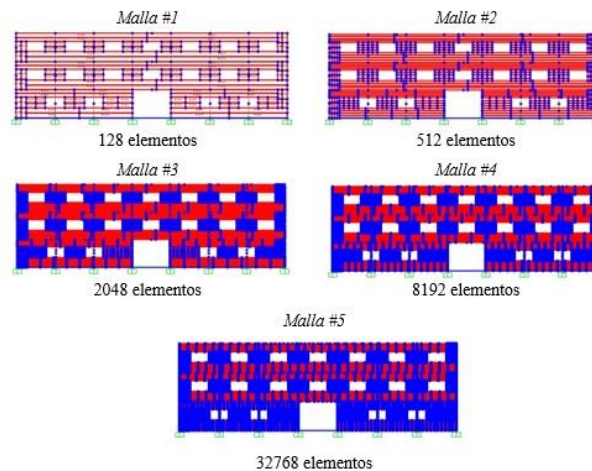 Malla #1
Malla #2
128 elementos
512 elementos
Malla #3
Malla #4
2048 elementos
8192 elementos
Malla #5
32768 elementos